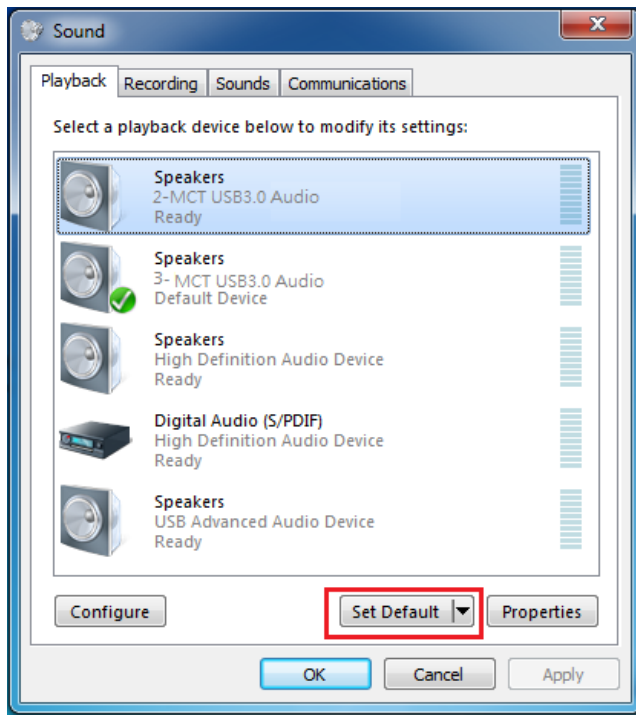 Sound
Playback Recording Sounds Communications
Select a playback device below to modify its settings:
Speakers
2-MCT USB3.0 Audio
Ready
Speakers
3- MCT USB3.0 Audio
Default Device
Speakers
High Definition Audio Device
Ready
Digital Audio (S/PDIF)
High Definition Audio Device
Ready
Speakers
USB Advanced Audio Device
Ready
Configure Set Default Properties
OK Cancel Apply